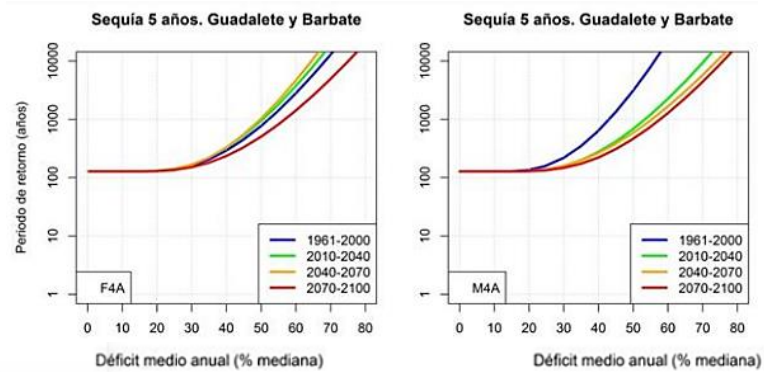 Sequía 5 años. Guadalete y Barbate
Periodo de retorno (años)
10000
1000
100
10
1
1961-2000
2010-2040
2040-2070
2070-2100
F4A
0 10 20 30 40 50 60 70 80
Déficit medio anual (% mediana)
Sequía 5 años. Guadalete y Barbate
10000
1000
100
10
1
1961-2000
2010-2040
2040-2070
2070-2100
M4A
0 10 20 30 40 50 60 70 80
Déficit medio anual (% mediana)